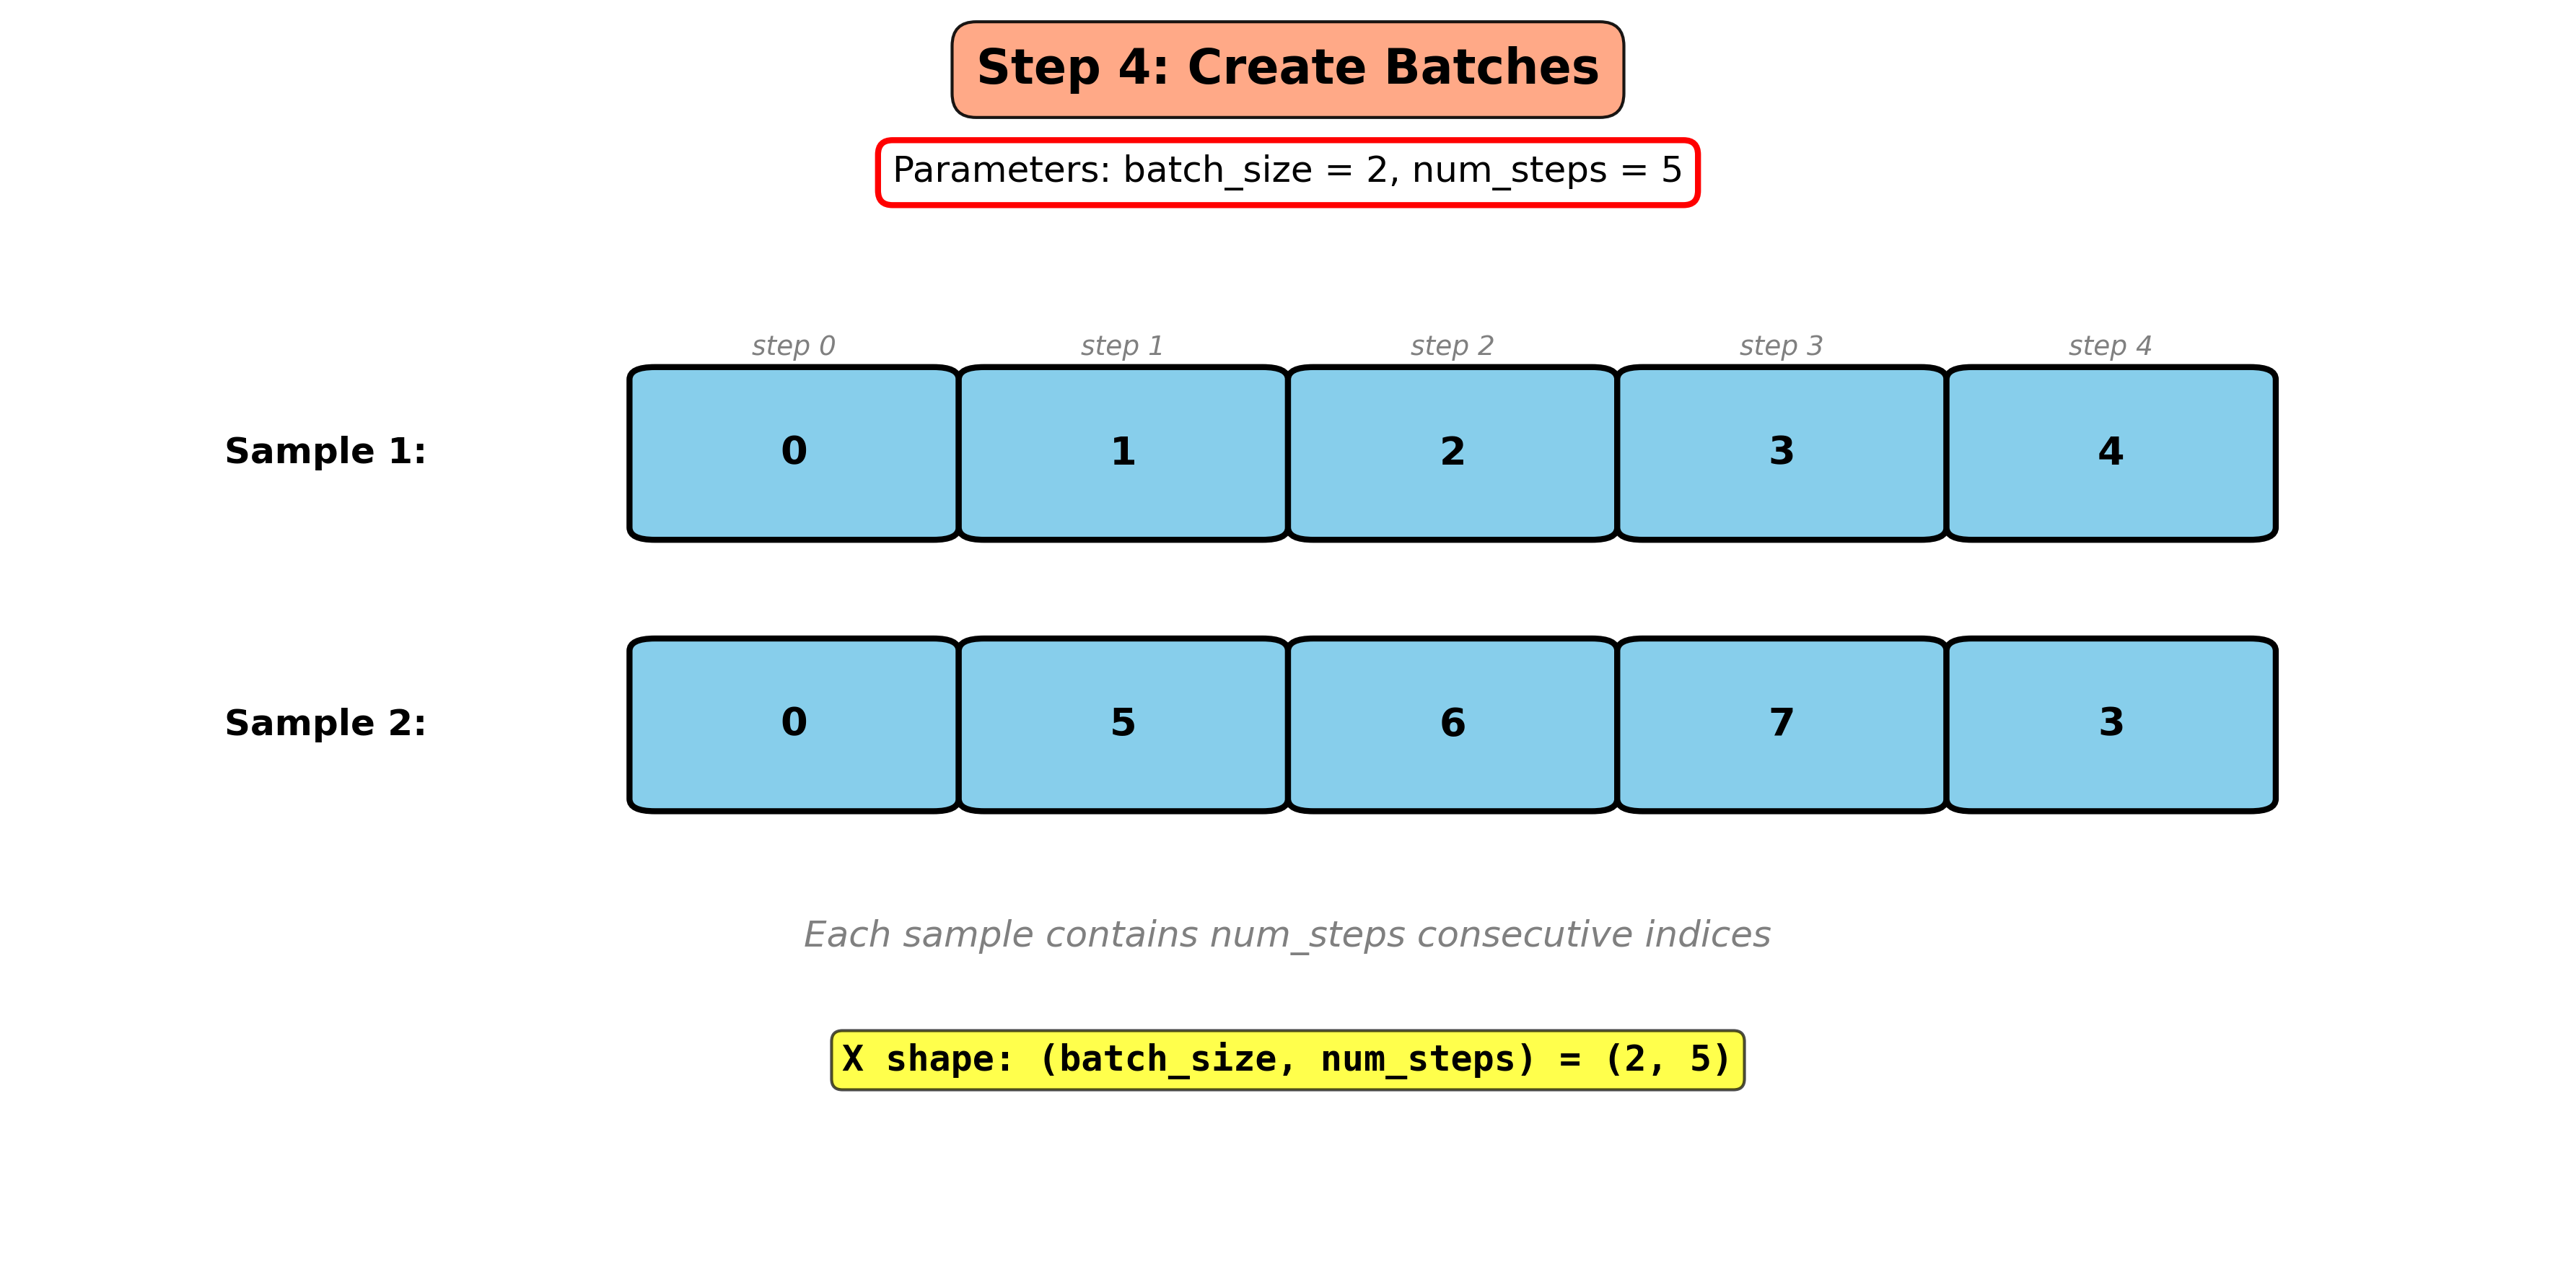 Step 4: Create Batches
Parameters: batch_size = 2, num_steps = 5
step 0 step 1 step 2 step 3 step 4
Sample 1: 0 1 2 3 4
Sample 2: 0 5 6 7 3
Each sample contains num_steps consecutive indices
X shape: (batch_size, num_steps) = (2, 5)